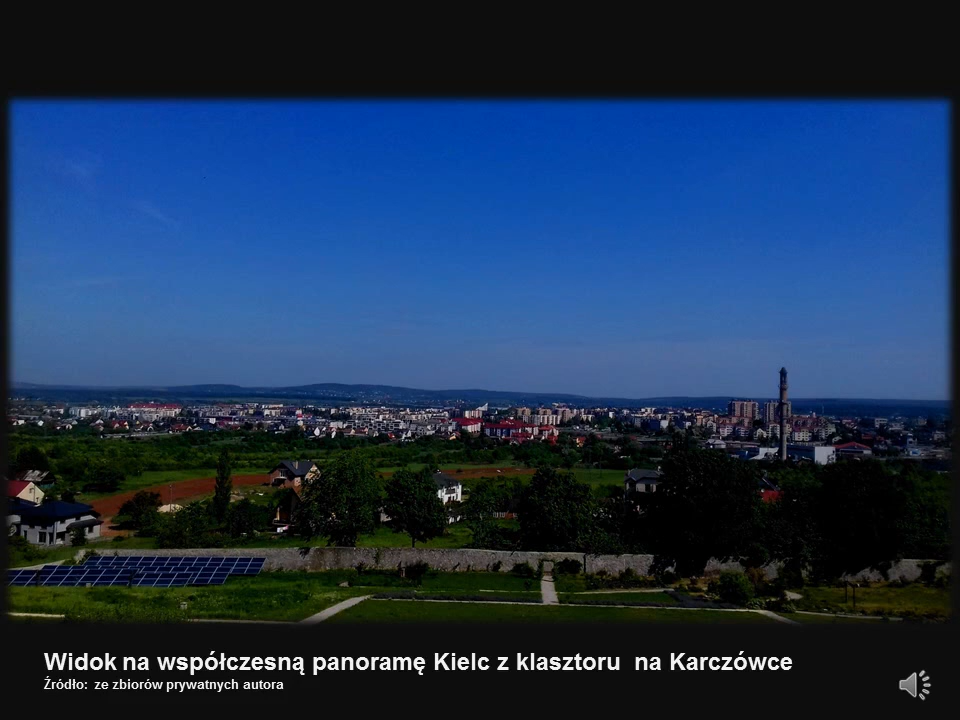 Widok na współczesną panoramę Kielc z klasztoru  na Karczówce
Źródło:  ze zbiorów prywatnych autora